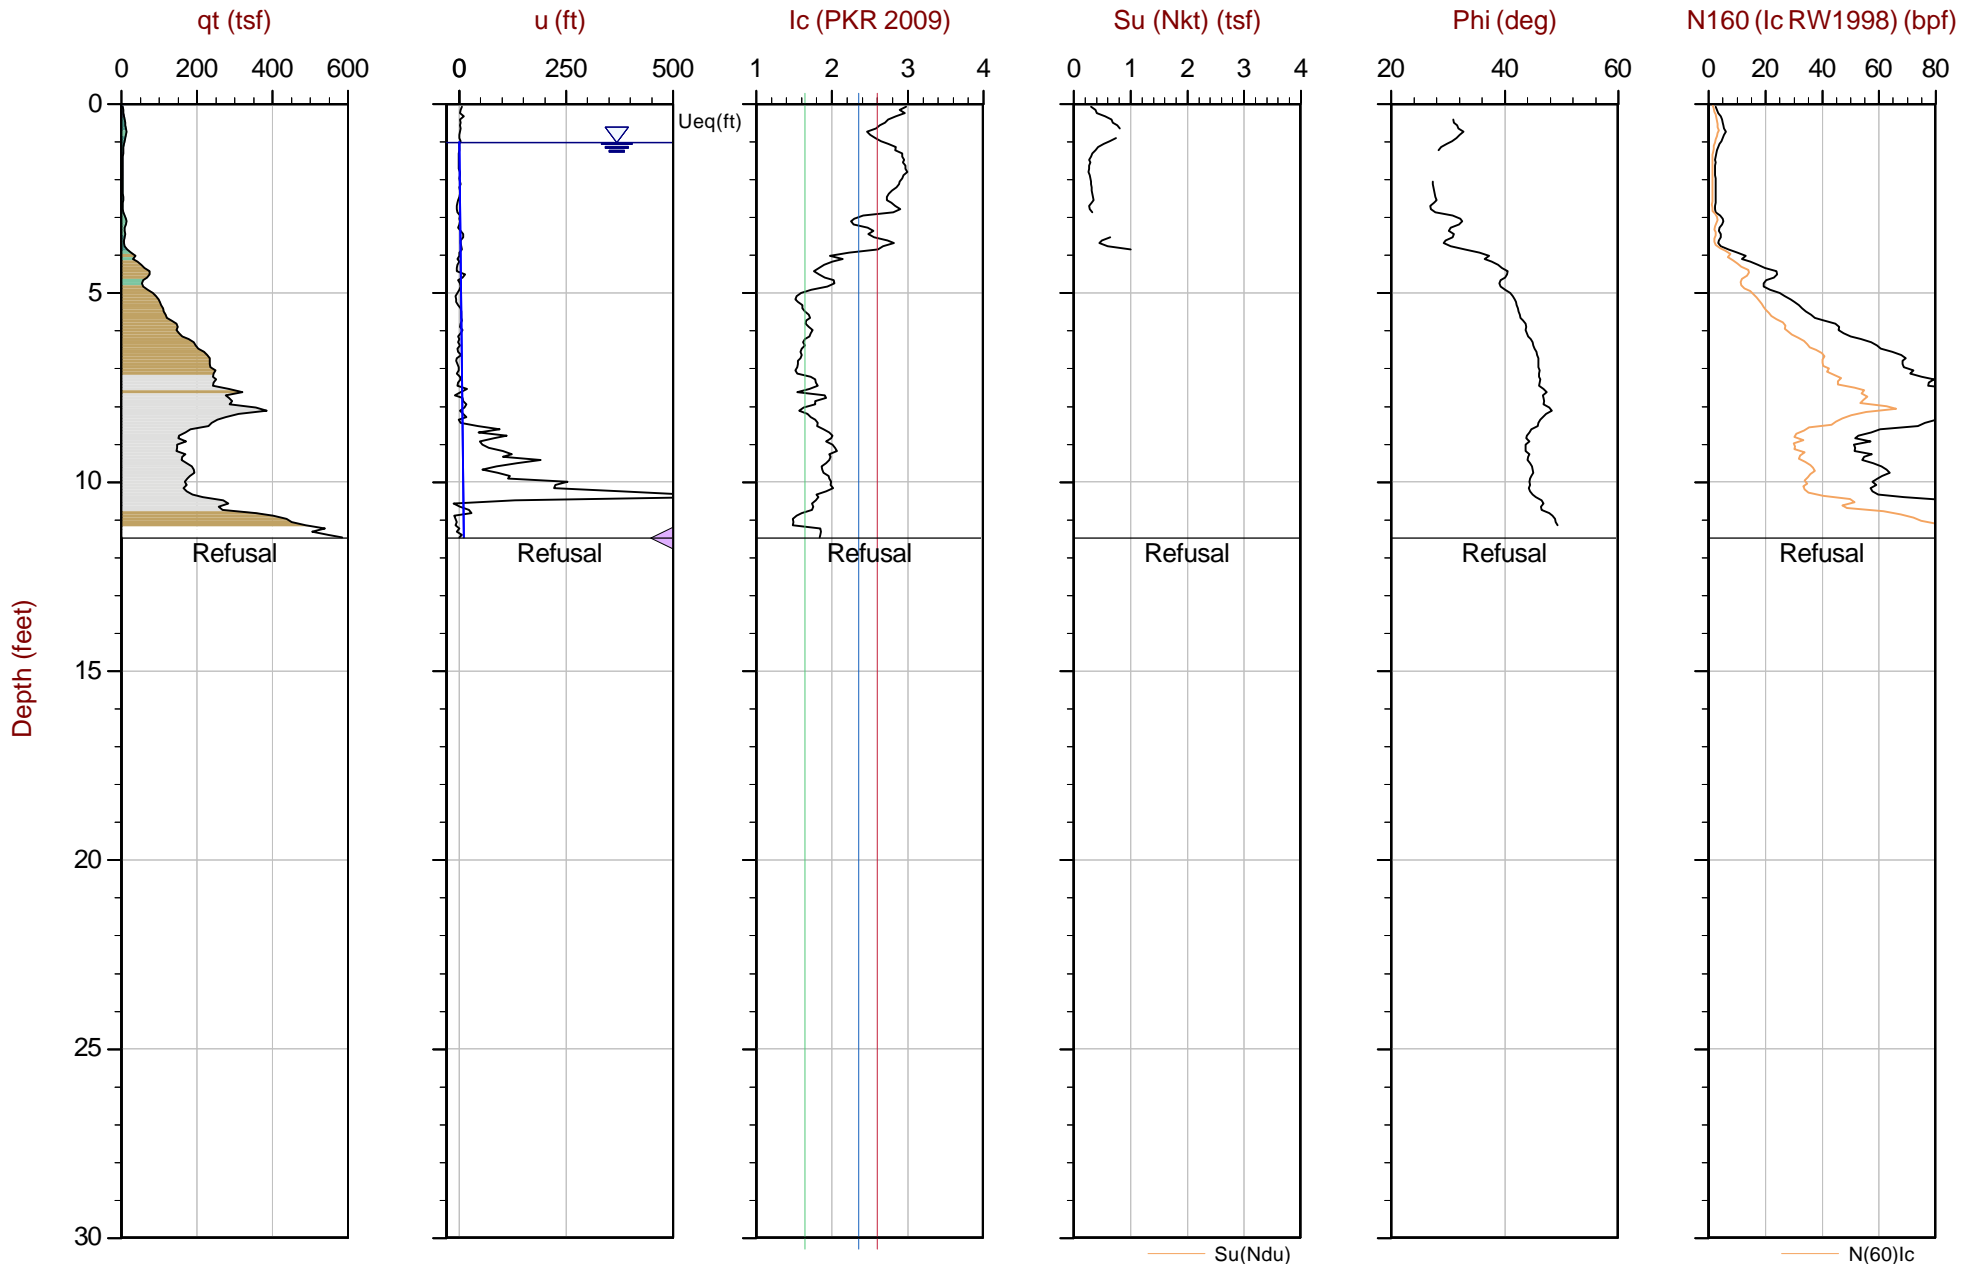 qt (tsf) u (ft) Ic (PKR 2009) Su (Nkt) (tsf) Phi (deg) N160 (Ic RW1998) (bpf)
0 200 400 600 0 250 500 1 2 3 4 0 1 2 3 4 20 40 60 0 20 40 60 80
0
Ueq(ft)
5
10
Refusal Refusal Refusal Refusal Refusal Refusal
Depth (feet)
15
20
25
30
Su(Ndu) N(60)Ic